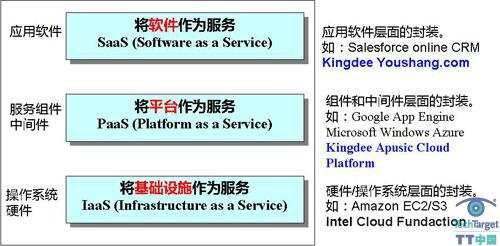 应用软件
将软件作为服务
SaaS (Software as a Service)
应用软件层面的封装。
如：Salesforce online CRM
Kingdee Youshang.com
服务组件
中间件
将平台作为服务
PaaS (Platform as a Service)
组件和中间件层面的封装。
如：Google App Engine
Microsoft Windows Azure
Kingdee Apusic Cloud
Platform
操作系统
硬件
将基础设施作为服务
IaaS (Infrastructure as a Service)
硬件/操作系统层面的封装。
如：Amazon EC2/S3
Intel Cloud Fundaction
TechTarget
TT中国